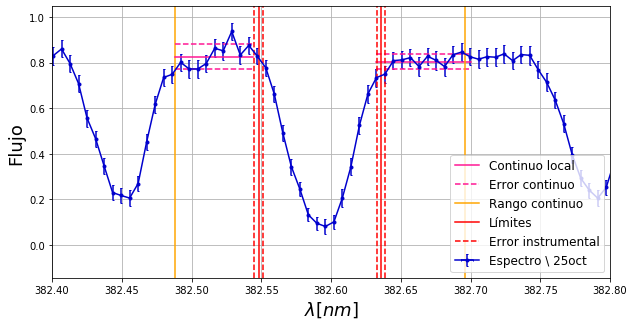 1.0
0.8
0.6
0.4
0.2
0.0
Flujo
382.40 382.45 382.50 382.55 382.60 382.65 382.70 382.75 382.80
λ[nm]
Continuo local
Error continuo
Rango continuo
Límites
Error instrumental
Espectro \ 25oct